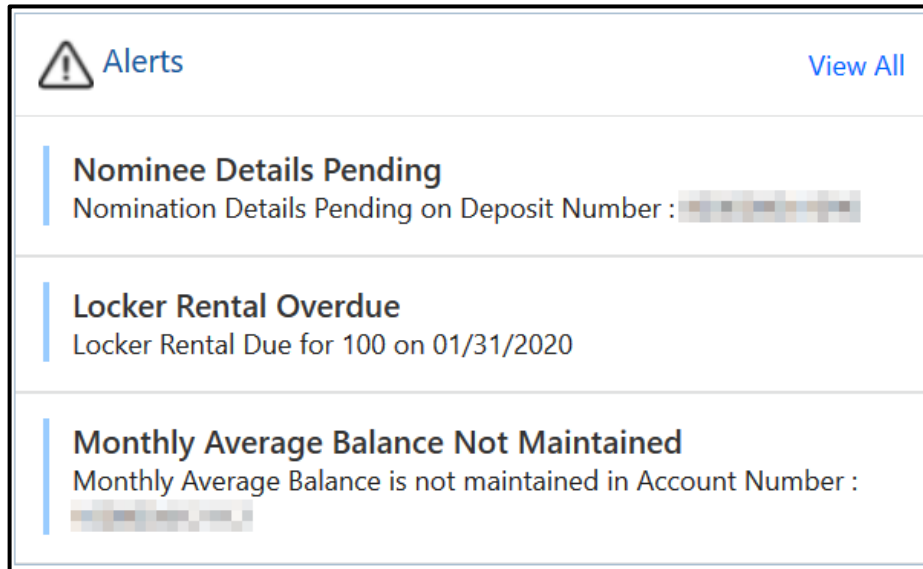 Alerts
View All
Nominee Details Pending
Nomination Details Pending on Deposit Number :
Locker Rental Overdue
Locker Rental Due for 100 on 01/31/2020
Monthly Average Balance Not Maintained
Monthly Average Balance is not maintained in Account Number :